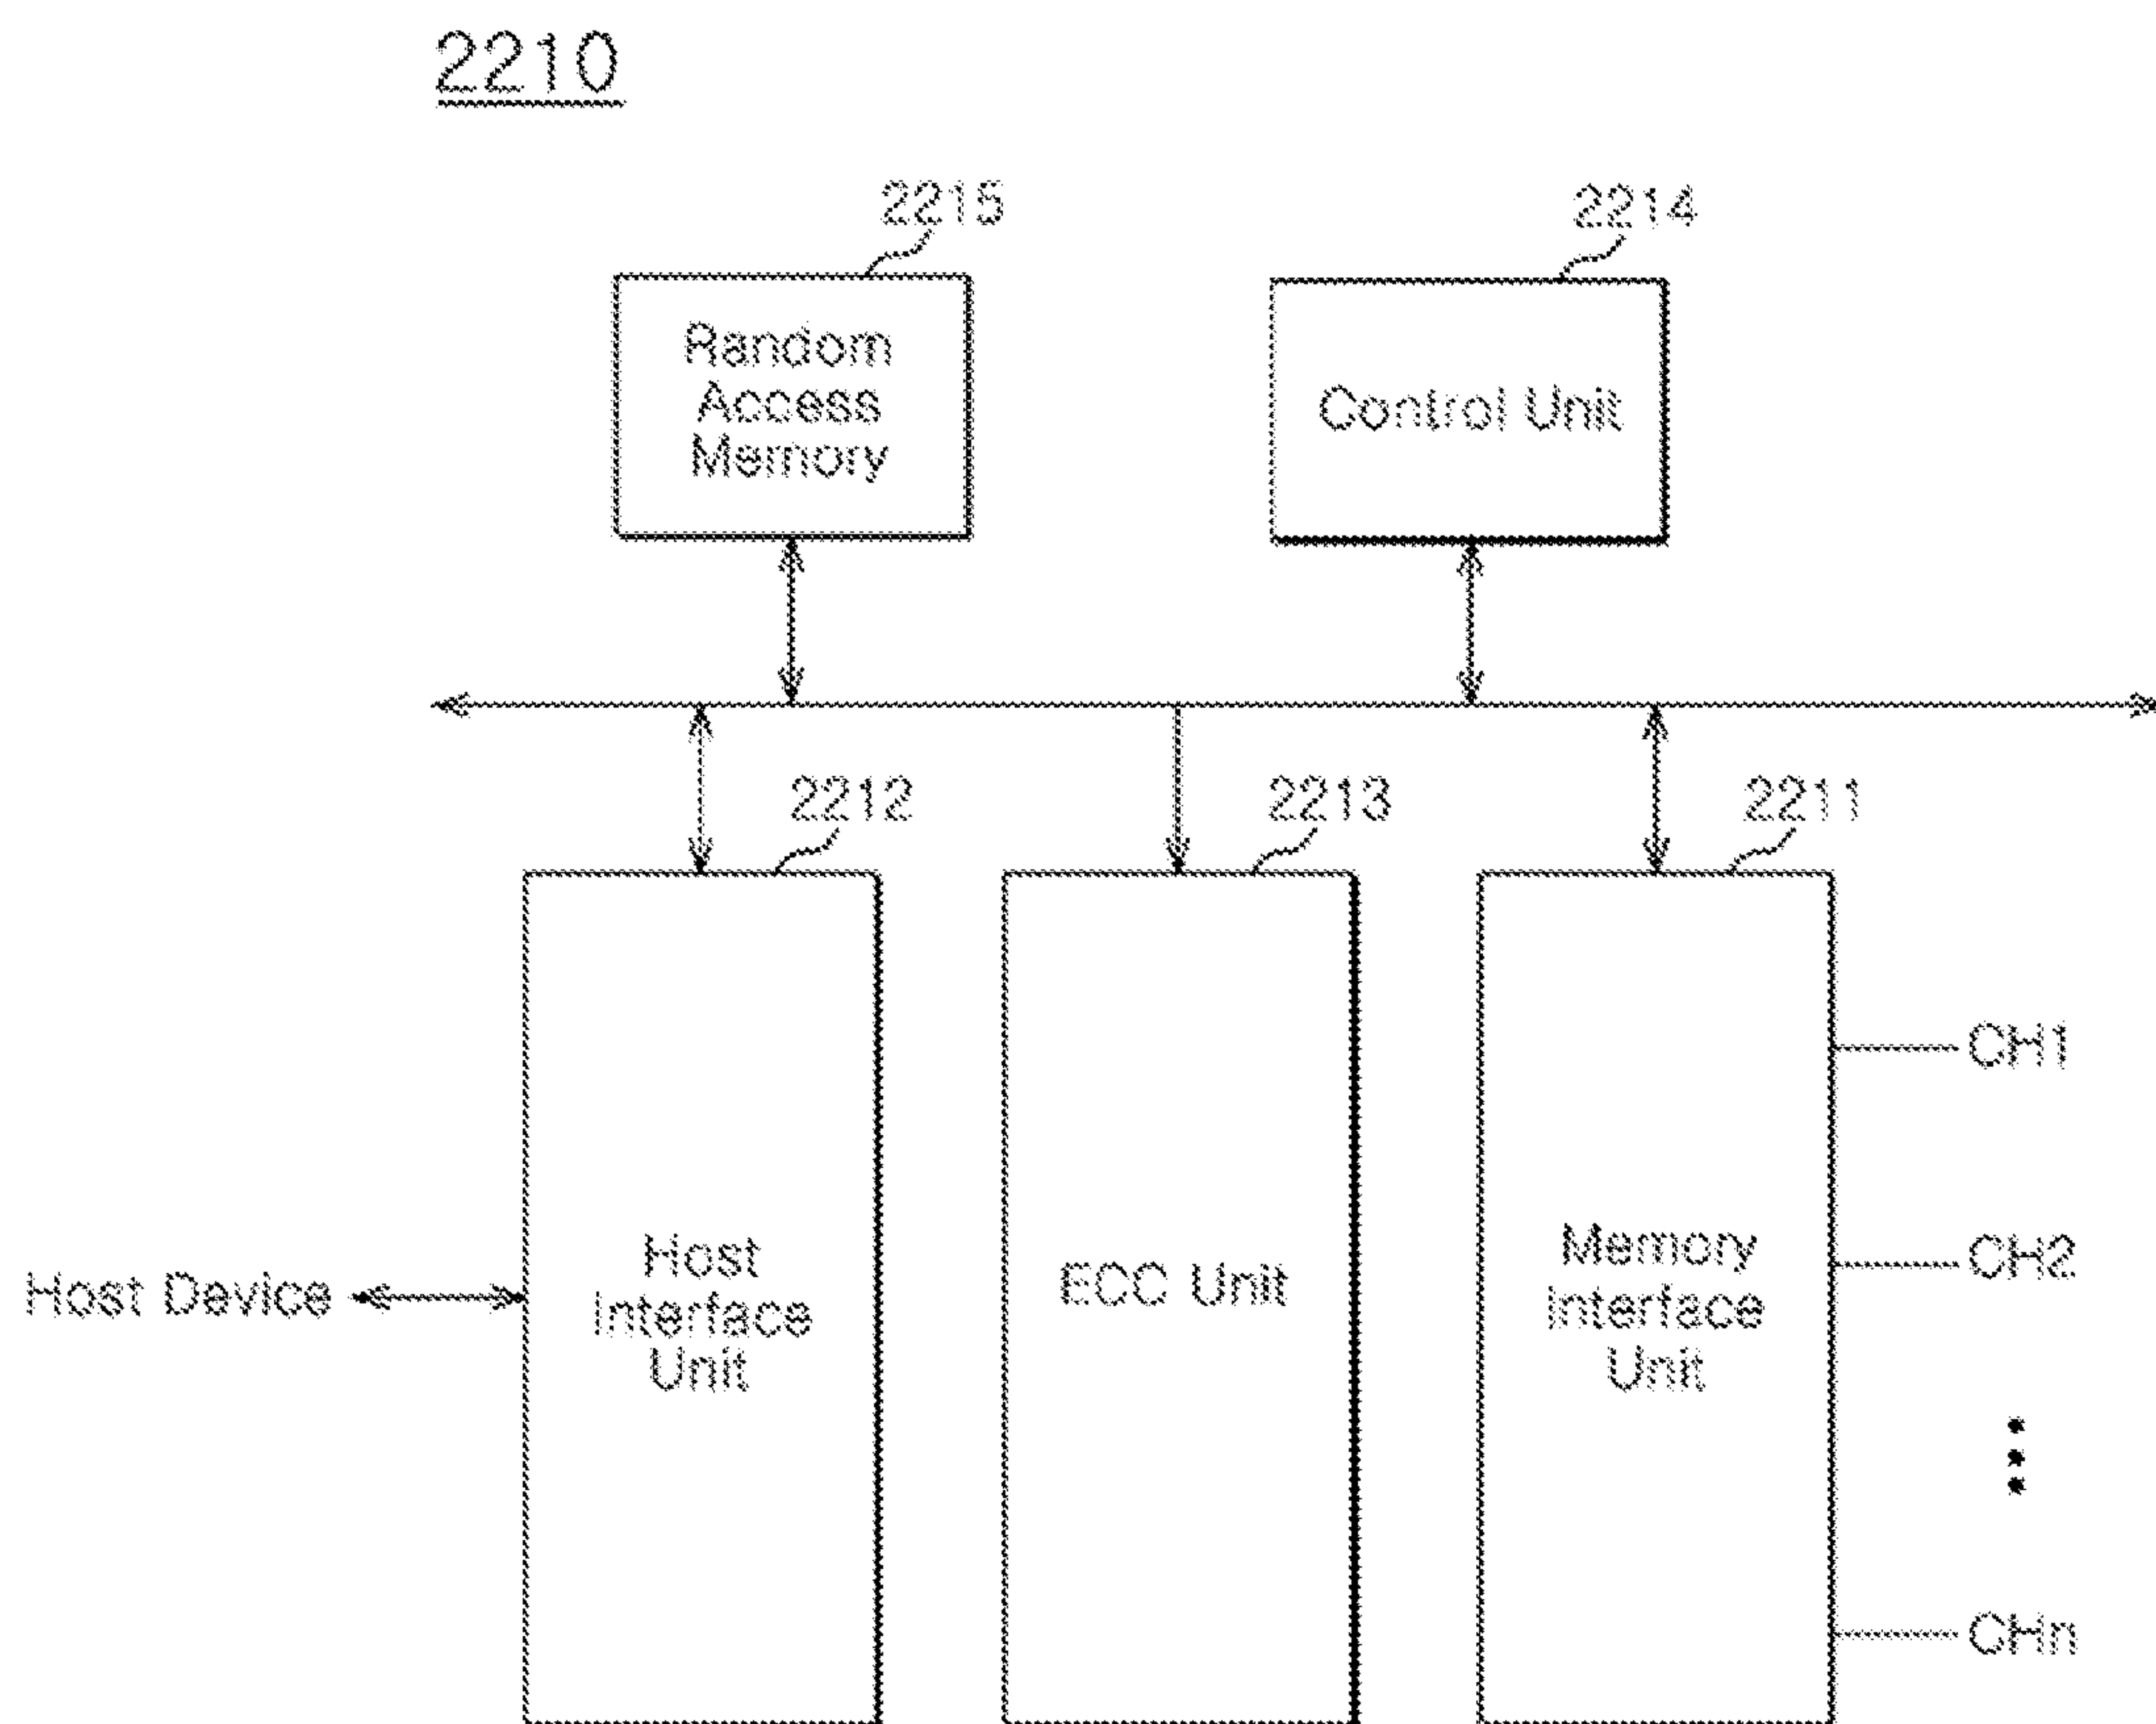 2210
2215
2214
Random
Access
Memory
Control Unit
2212
2213
2211
CH1
Host Device
Host
Interface
Unit
ECC Unit
Memory
Interface
Unit
CH2
CHn